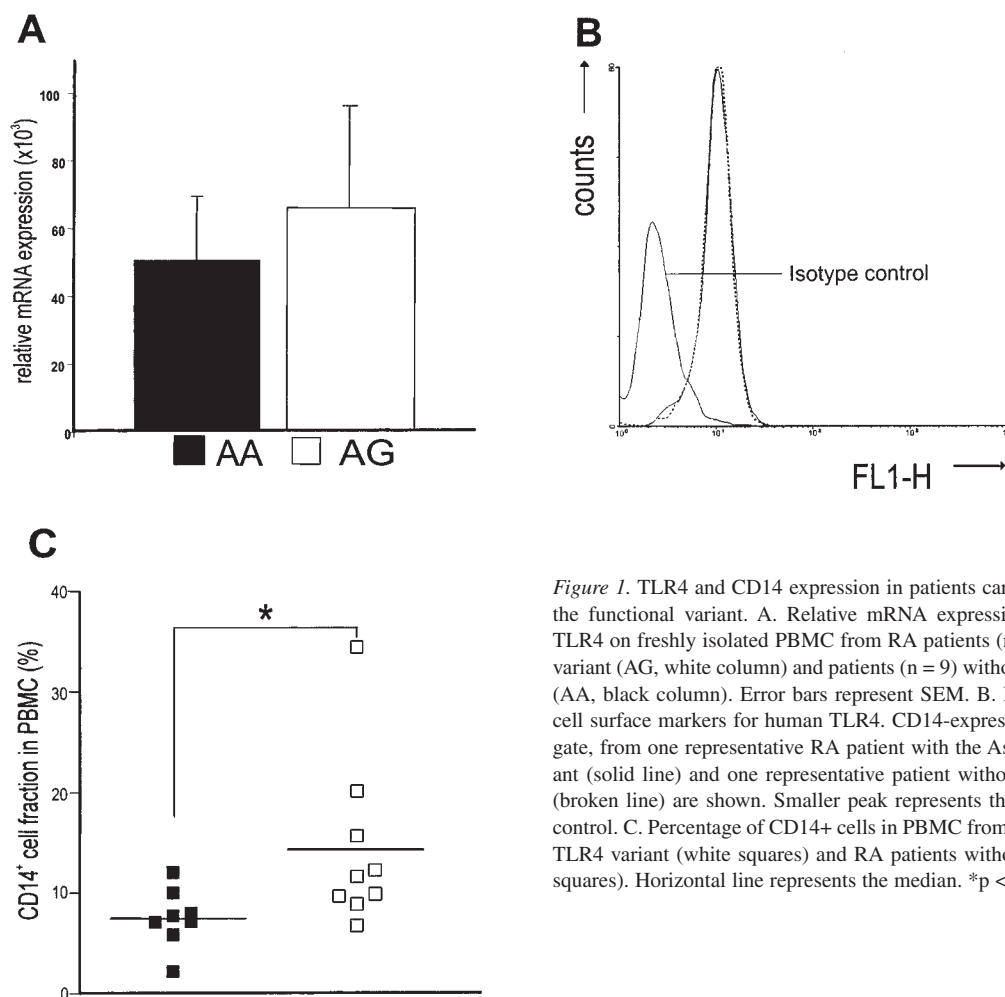 A
relative mRNA expression (x10³)
100
80
60
40
20
0
AA
AG
B
counts
80
0
Isotype control
10⁰
10¹
FL1-H
C
CD14⁺ cell fraction in PBMC (%)
40
30
20
10
0
*
Figure 1. TLR4 and CD14 expression in patients car
the functional variant. A. Relative mRNA expressi
TLR4 on freshly isolated PBMC from RA patients (
variant (AG, white column) and patients (n = 9) witho
(AA, black column). Error bars represent SEM. B.
cell surface markers for human TLR4. CD14-expres
gate, from one representative RA patient with the As
ant (solid line) and one representative patient witho
(broken line) are shown. Smaller peak represents th
control. C. Percentage of CD14+ cells in PBMC from
TLR4 variant (white squares) and RA patients witho
squares). Horizontal line represents the median. *p <